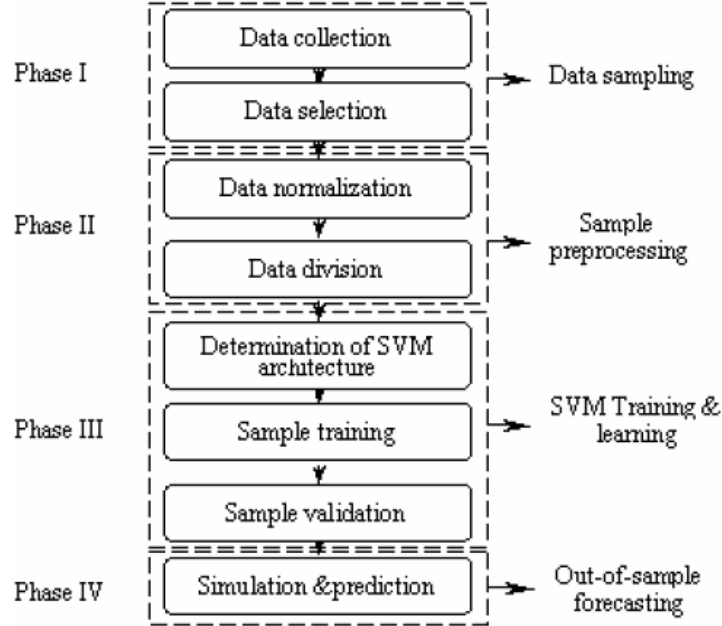 Data collection
Phase I
Data sampling
Data selection
Data normalization
Phase II
Sample
preprocessing
Data division
Determination of SVM
architecture
Phase III
Sample training
SVM Training &
learning
Sample validation
Phase IV
Simulation &prediction
Out-of-sample
forecasting